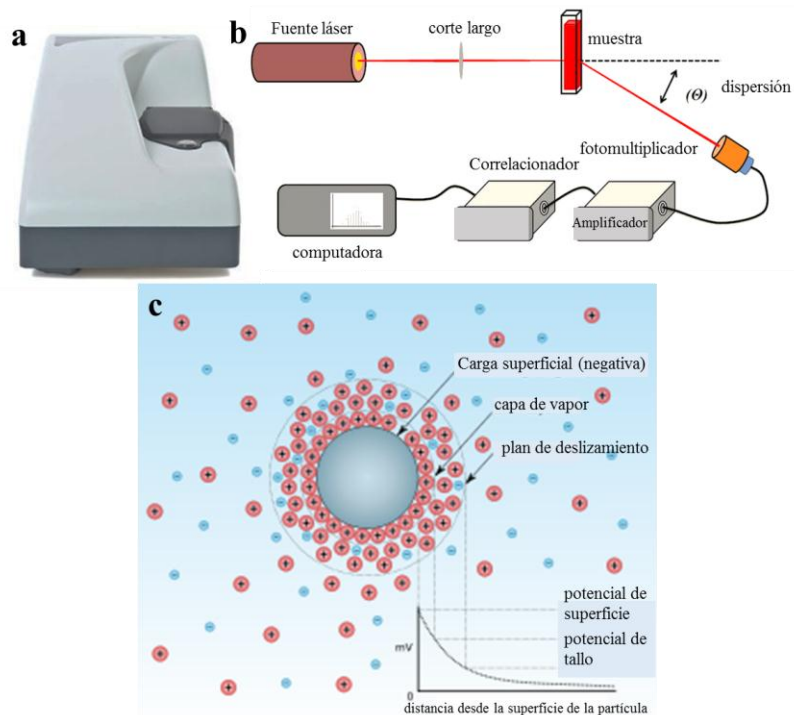 a
b
Fuente láser
corte largo
muestra
(Θ)
dispersión
fotomultiplicador
Correlacionador
Amplificador
computadora
c
Carga superficial (negativa)
capa de vapor
plan de deslizamiento
potencial de
superficie
potencial de
tallo
mV
0
distancia desde la superficie de la partícula